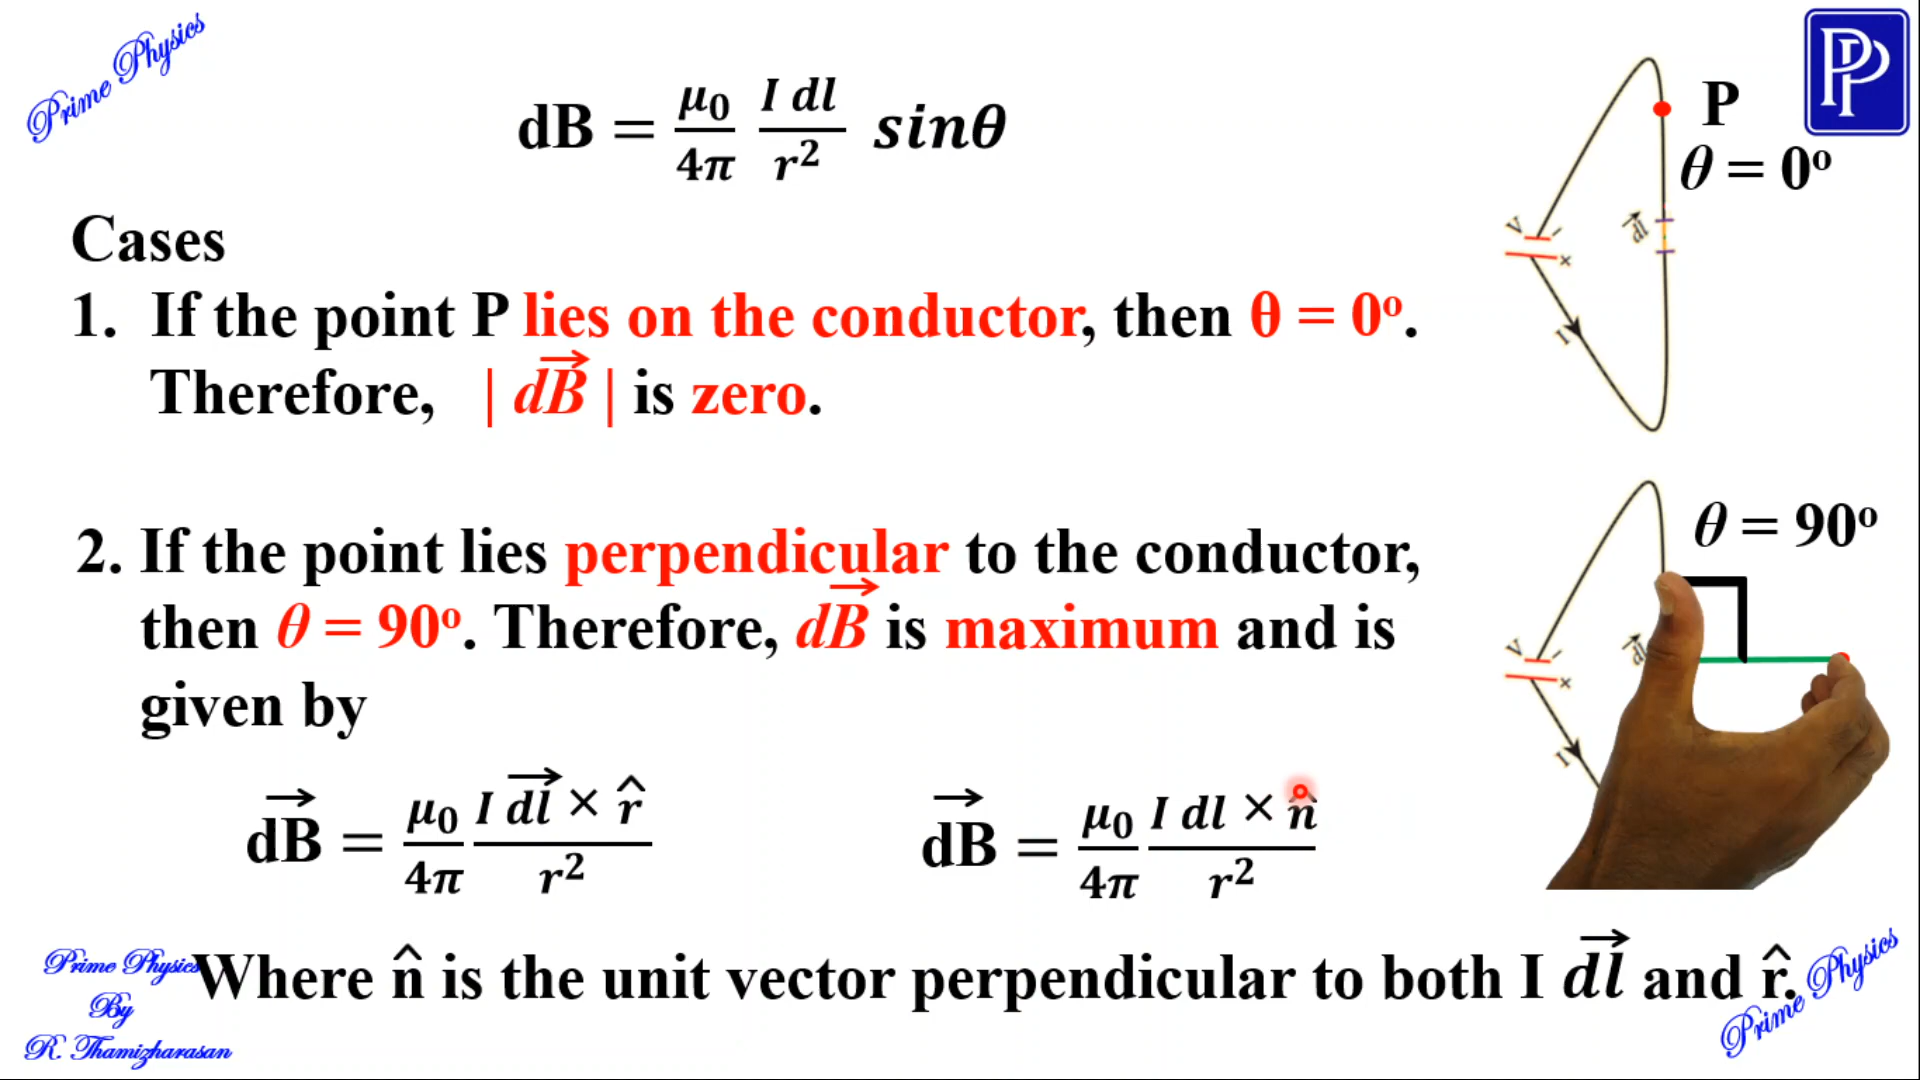 Prime Physics
PP
dB = μ₀/4π I dl/r² sinθ
P
θ = 0°
Cases
V
-
+
dl⃗
I
1. If the point P lies on the conductor, then θ = 0°.
Therefore, | dB⃗ | is zero.
2. If the point lies perpendicular to the conductor,
then θ = 90°. Therefore, dB⃗ is maximum and is
given by
θ = 90°
V
-
+
dl⃗
I
dB⃗ = μ₀/4π I dl⃗ × r̂/r²
dB⃗ = μ₀/4π I dl × n̂/r²
Where n̂ is the unit vector perpendicular to both I dl⃗ and r̂.
Prime Physics
By
R. Thamizharasan
Prime Physics